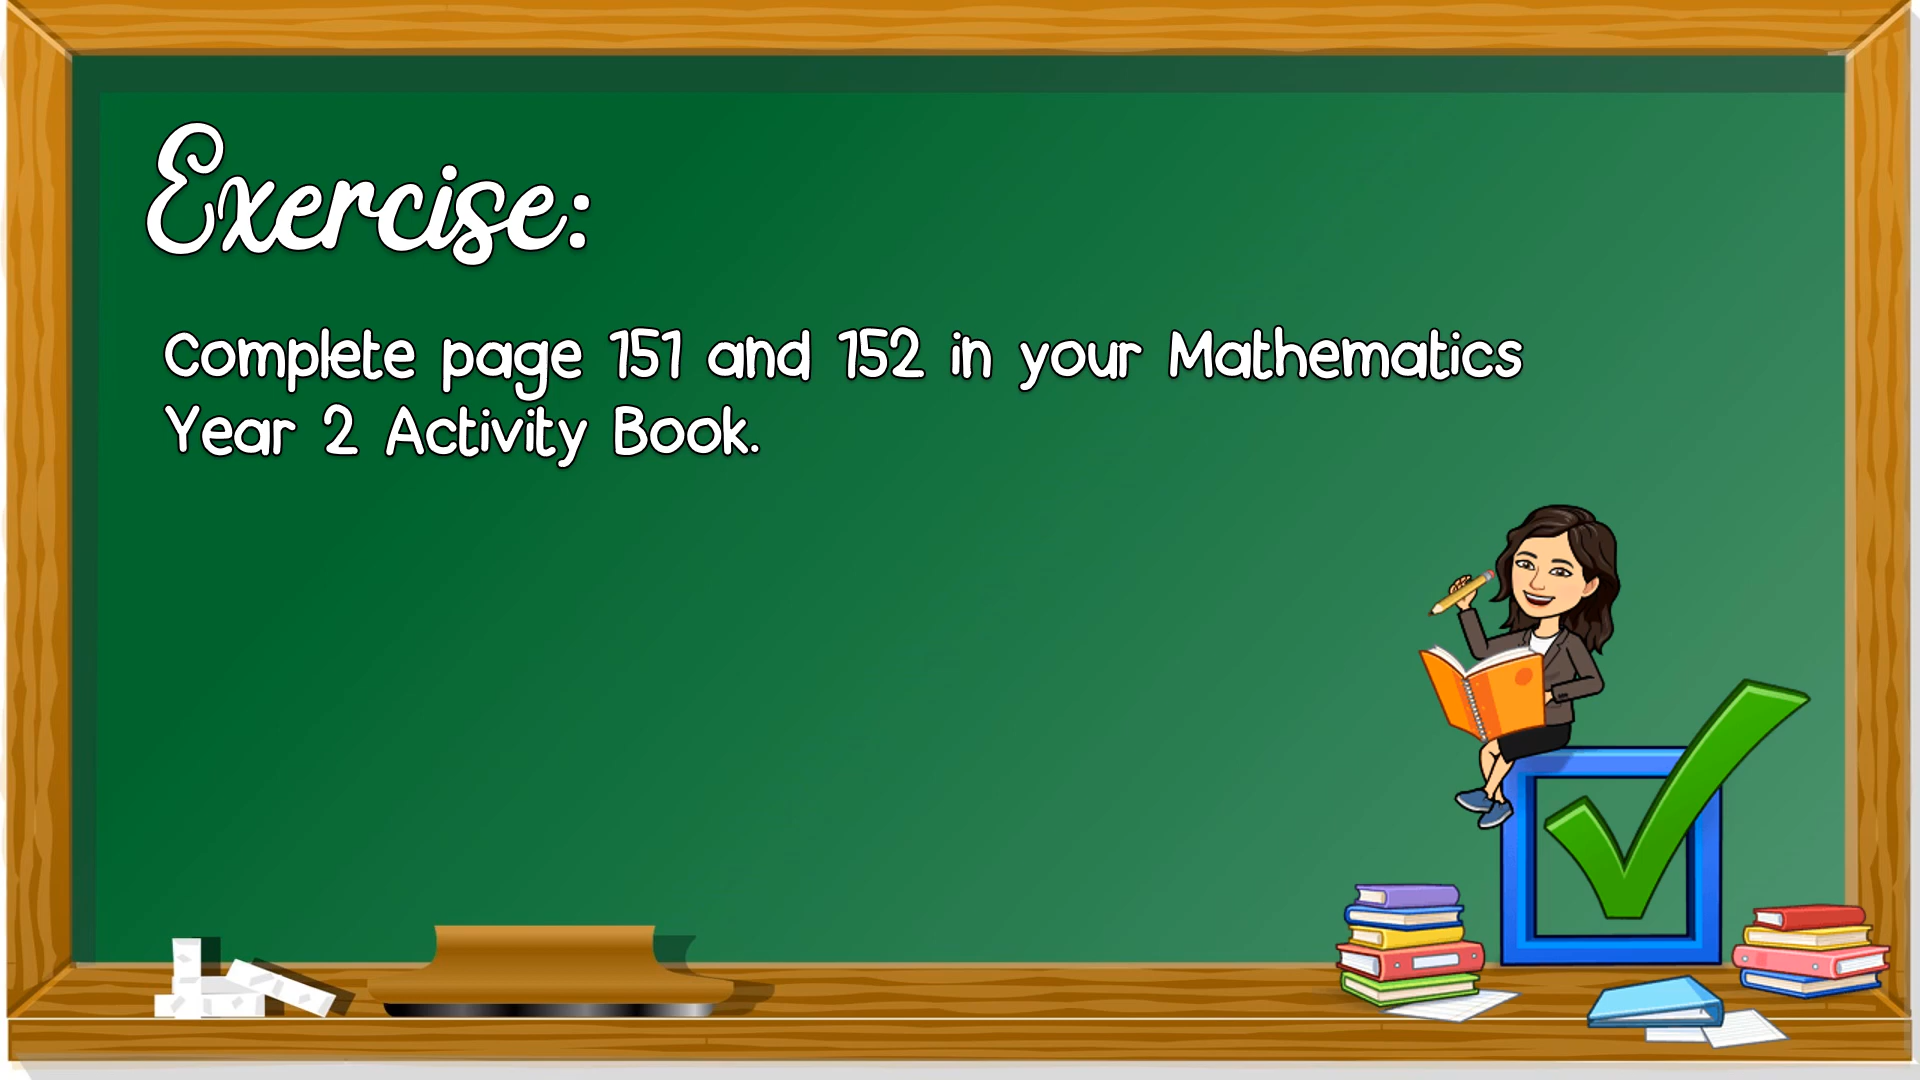 Exercise:
Complete page 151 and 152 in your Mathematics
Year 2 Activity Book.